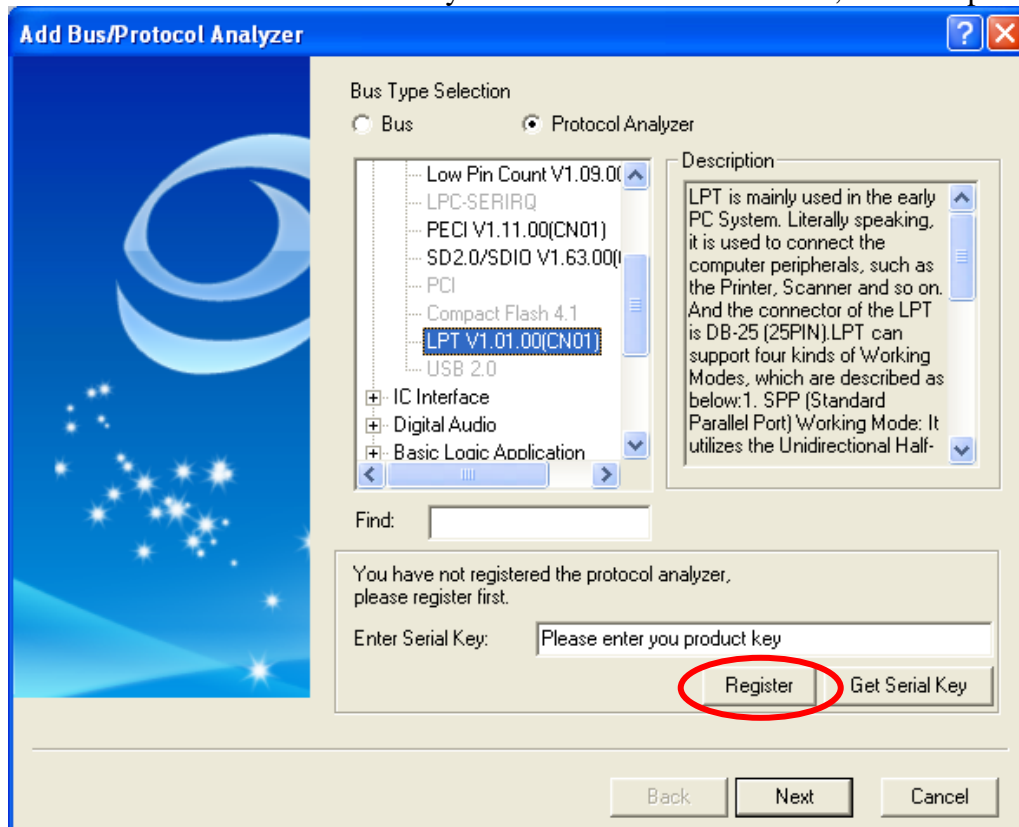 Add Bus/Protocol Analyzer
Bus Type Selection
Bus
Protocol Analyzer
Low Pin Count V1.09.0(
LPC-SERIRQ
PECI V1.11.00(CN01)
SD2.0/SDIO V1.63.00(
PCI
Compact Flash 4.1
LPT V1.01.00(CN01)
USB 2.0
IC Interface
Digital Audio
Basic Logic Application
Description
LPT is mainly used in the early
PC System. Literally speaking,
it is used to connect the
computer peripherals, such as
the Printer, Scanner and so on.
And the connector of the LPT
is DB-25 (25PIN).LPT can
support four kinds of Working
Modes, which are described as
below:1. SPP (Standard
Parallel Port) Working Mode: It
utilizes the Unidirectional Half-
Find:
You have not registered the protocol analyzer,
please register first.
Enter Serial Key:
Please enter you product key
Register
Get Serial Key
Back
Next
Cancel